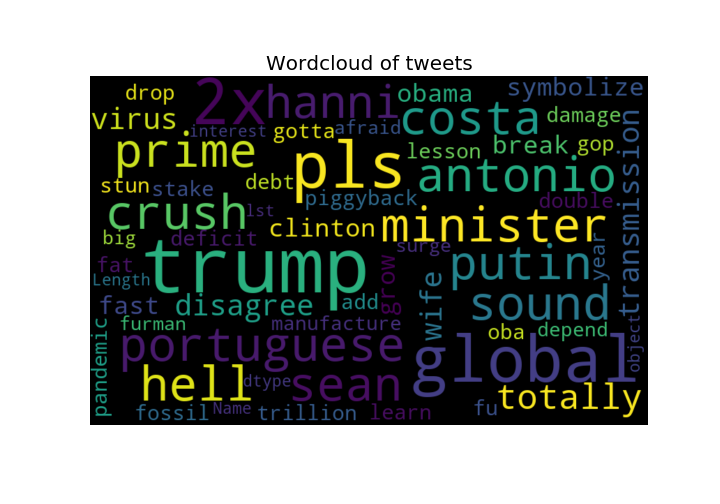 Wordcloud of tweets
drop
2x
hanni
obama
symbolize
virus
.
interest
gotta
afraid
costa
damage
transmission
prime
pls
lesson
break
gop
stun
stake
debt
piggyback
antonio
double
crush
lst
clinton
minister
big
deficit
surge
year
trump
fat
Length
grow
wife
putin
fast
disagree
add
sound
furman
manufacture
oba
depend
object
pandemic
portuguese
global
hell
dtype
sean
totally
fossil
Name
trillion
learn
fu